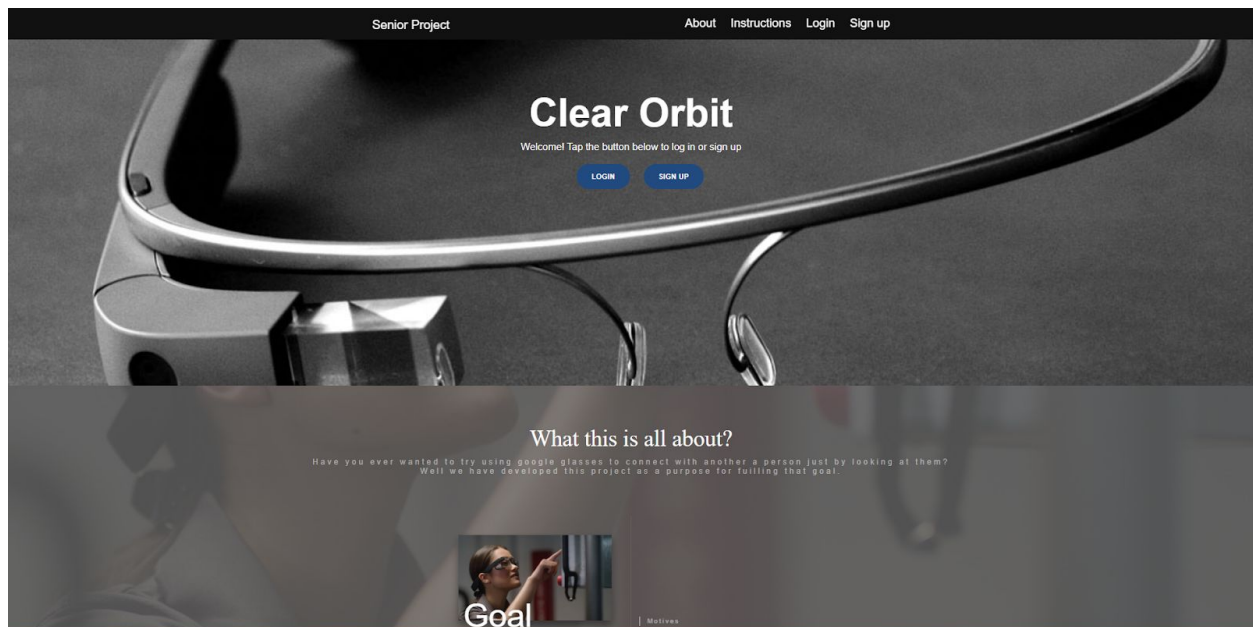 Senior Project
About Instructions Login Sign up
Clear Orbit
Welcome! Tap the button below to log in or sign up
LOGIN SIGN UP
What this is all about?
Have you ever wanted to try using google glasses to connect with another a person just by looking at them?
Well we have developed this project as a purpose for fuilling that goal.
Goal
Motives